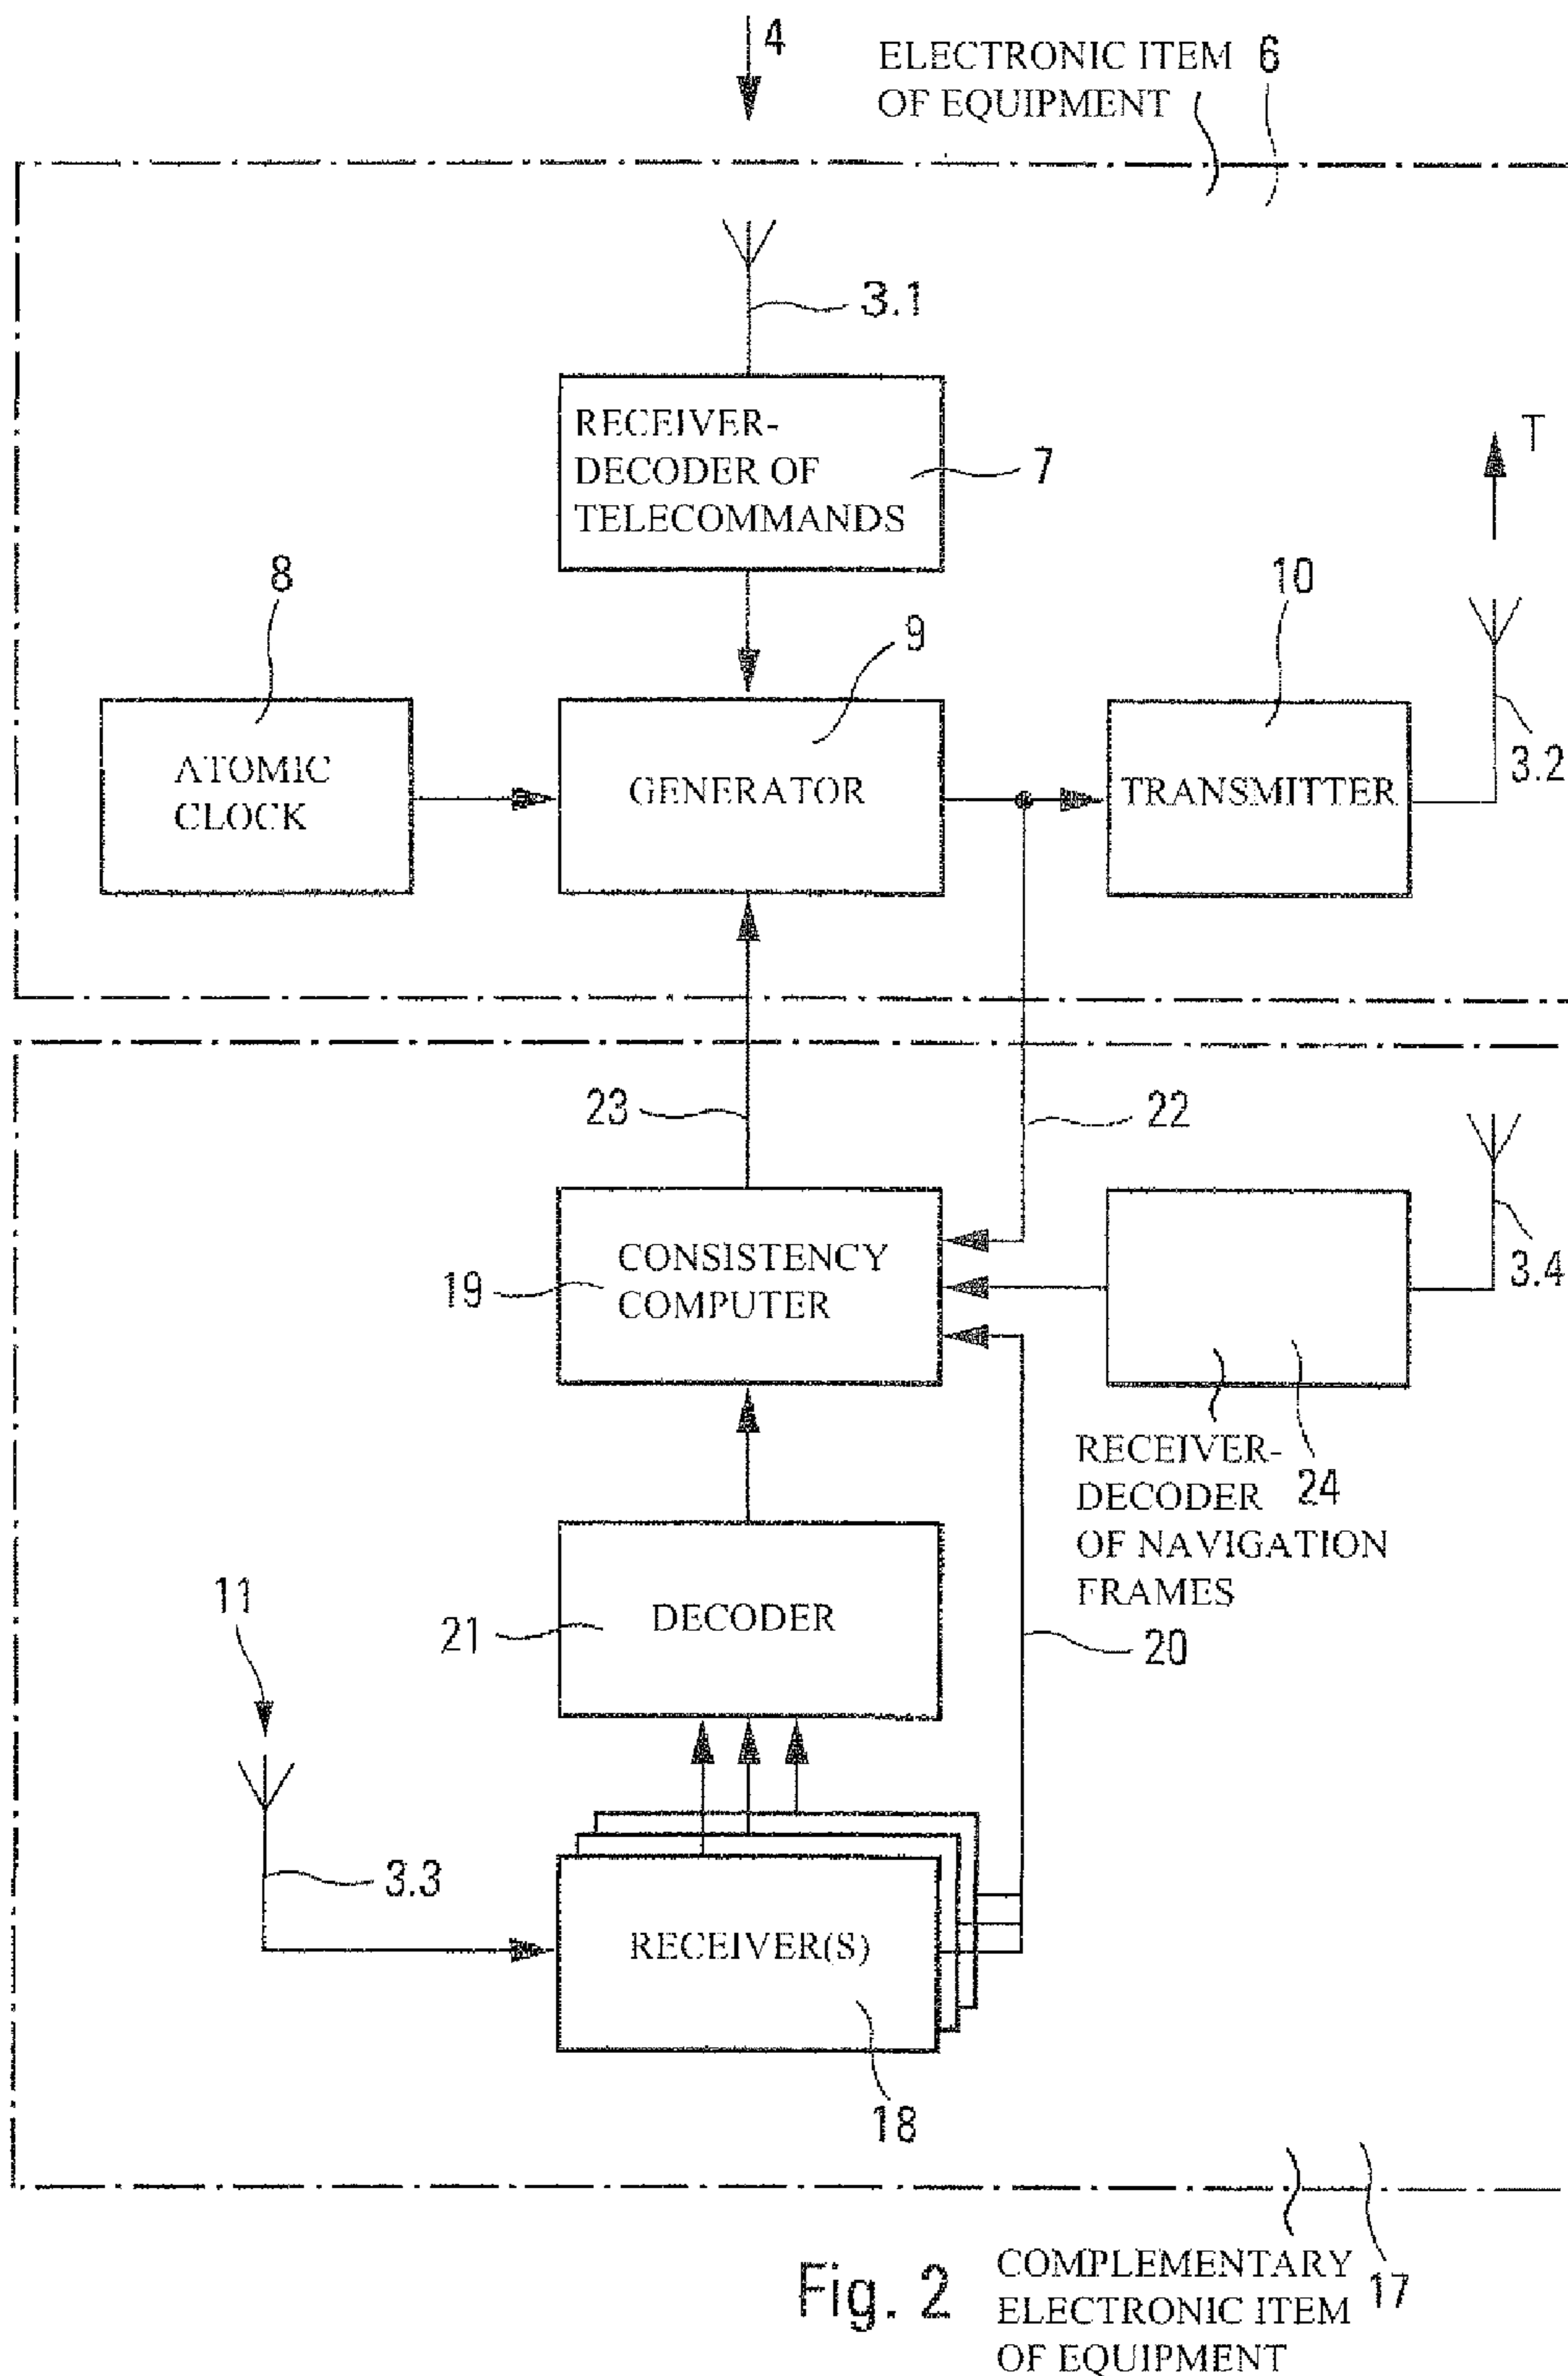 4
ELECTRONIC ITEM 6
OF EQUIPMENT
3.1
RECEIVER-
DECODER OF
TELECOMMANDS
7
T
8
10
9
ATOMIC
CLOCK
GENERATOR
TRANSMITTER
3.2
23
22
CONSISTENCY
COMPUTER
19
3.4
RECEIVER-
DECODER 24
OF NAVIGATION
FRAMES
11
DECODER
21
20
3.3
RECEIVER(S)
18
Fig. 2
COMPLEMENTARY
ELECTRONIC ITEM 17
OF EQUIPMENT